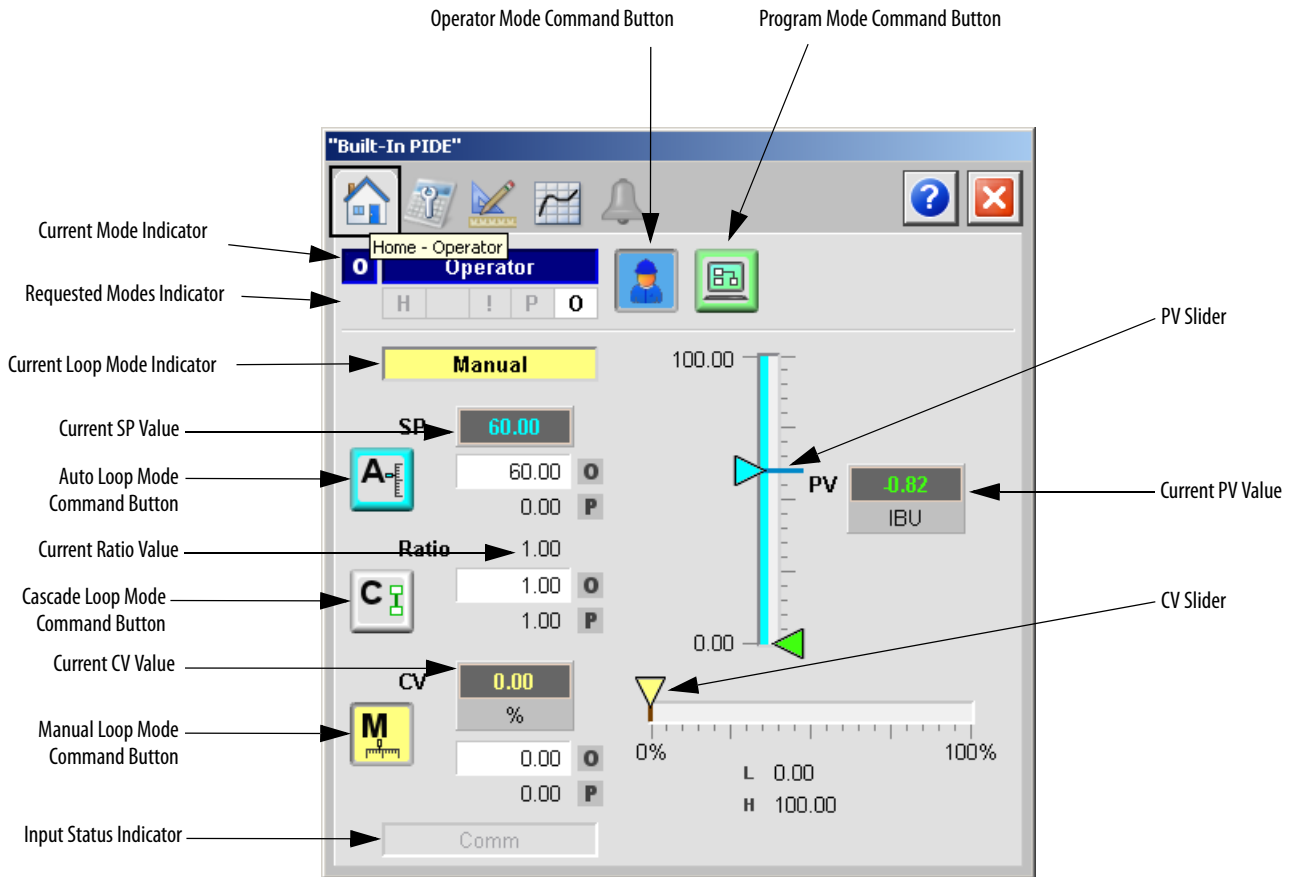 Operator Mode Command Button
Program Mode Command Button
"Built-In PIDE"
?
Current Mode Indicator
Home - Operator
O
Operator
Requested Modes Indicator
H ! P O
PV Slider
Current Loop Mode Indicator
Manual
100.00
Current SP Value
SP
60.00
Auto Loop Mode
Command Button
A
60.00 O
0.00 P
PV
-0.82
IBU
Current PV Value
Current Ratio Value
Ratio
1.00
Cascade Loop Mode
Command Button
C
1.00 O
1.00 P
CV Slider
0.00
Current CV Value
CV
0.00
%
Manual Loop Mode
Command Button
M
0.00 O
0.00 P
0%
100%
L 0.00
H 100.00
Input Status Indicator
Comm